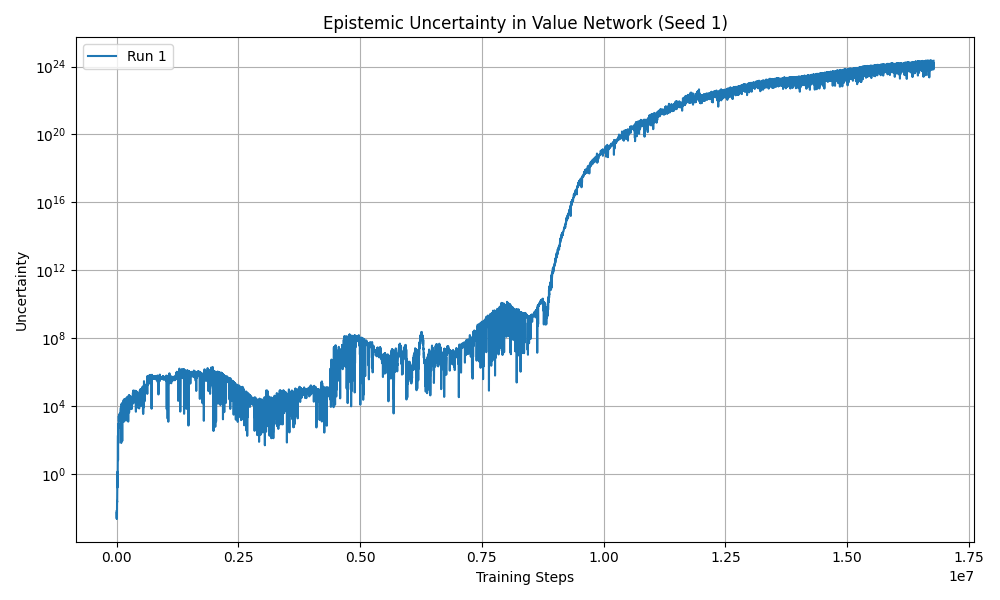 Epistemic Uncertainty in Value Network (Seed 1)
Run 1
Uncertainty
10^24
10^20
10^16
10^12
10^8
10^4
10^0
0.00 0.25 0.50 0.75 1.00 1.25 1.50 1.75
1e7
Training Steps